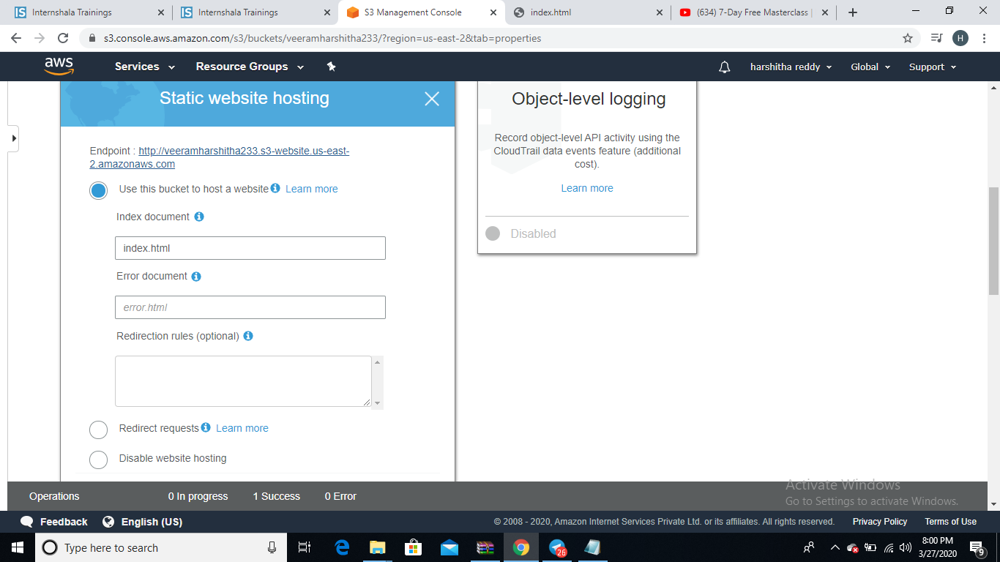 Internshala Trainings
Internshala Trainings
S3 Management Console
index.html
(634) 7-Day Free Masterclass |
s3.console.aws.amazon.com/s3/buckets/veeramharshitha233/?region=us-east-2&tab=properties
H
aws
Services
Resource Groups
harshitha reddy
Global
Support
Static website hosting
Endpoint : http://veeramharshitha233.s3-website.us-east-
2.amazonaws.com
Use this bucket to host a website Learn more
Index document
index.html
Error document
error.html
Redirection rules (optional)
Redirect requests Learn more
Disable website hosting
Object-level logging
Record object-level API activity using the
CloudTrail data events feature (additional
cost).
Learn more
Disabled
Activate Windows
Go to Settings to activate Windows.
Operations 0 In progress 1 Success 0 Error
Feedback English (US)
© 2008 - 2020, Amazon Internet Services Private Ltd. or its affiliates. All rights reserved. Privacy Policy Terms of Use
Type here to search
26
8:00 PM
3/27/2020
9